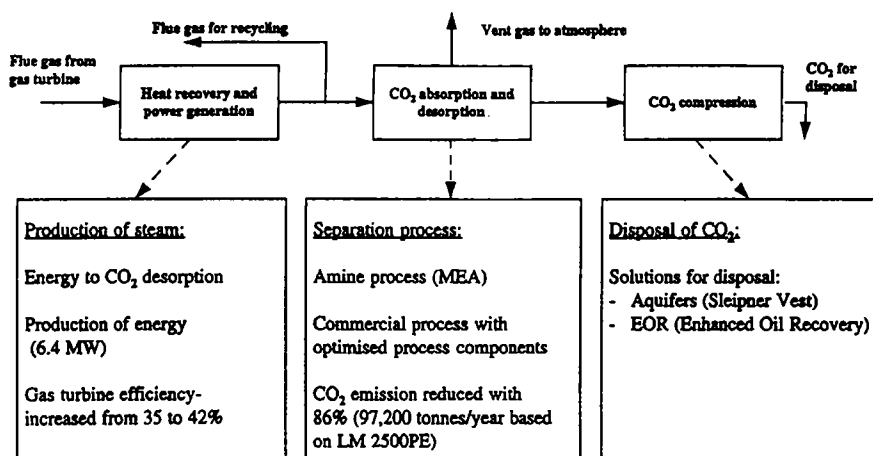 Flue gas for recycling
Vent gas to atmosphere
Flue gas from
gas turbine
CO₂ for
disposal
Heat recovery and
power generation
CO₂ absorption and
desorption
CO₂ compression
Production of steam:
Energy to CO₂ desorption
Production of energy
(6.4 MW)
Gas turbine efficiency-
increased from 35 to 42%
Separation process:
Amine process (MEA)
Commercial process with
optimised process components
CO₂ emission reduced with
86% (97,200 tonnes/year based
on LM 2500PE)
Disposal of CO₂:
Solutions for disposal:
- Aquifers (Sleipner Vest)
- EOR (Enhanced Oil Recovery)